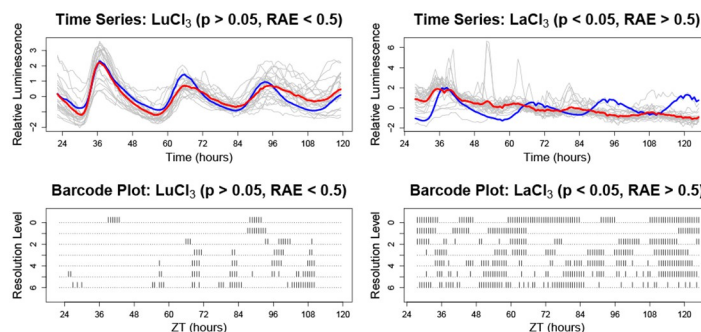 Time Series: LuCl3 (p > 0.05, RAE < 0.5)
Relative Luminescence
3
2
1
0
-2
24 36 48 60 72 84 96 108 120
Time (hours)
Time Series: LaCl3 (p < 0.05, RAE > 0.5)
Relative Luminescence
6
4
2
0
-2
24 36 48 60 72 84 96 108 120
Time (hours)
Barcode Plot: LuCl3 (p > 0.05, RAE < 0.5)
Resolution Level
0
2
4
6
24 36 48 60 72 84 96 108 120
ZT (hours)
Barcode Plot: LaCl3 (p < 0.05, RAE > 0.5)
Resolution Level
0
2
4
6
24 36 48 60 72 84 96 108 120
ZT (hours)